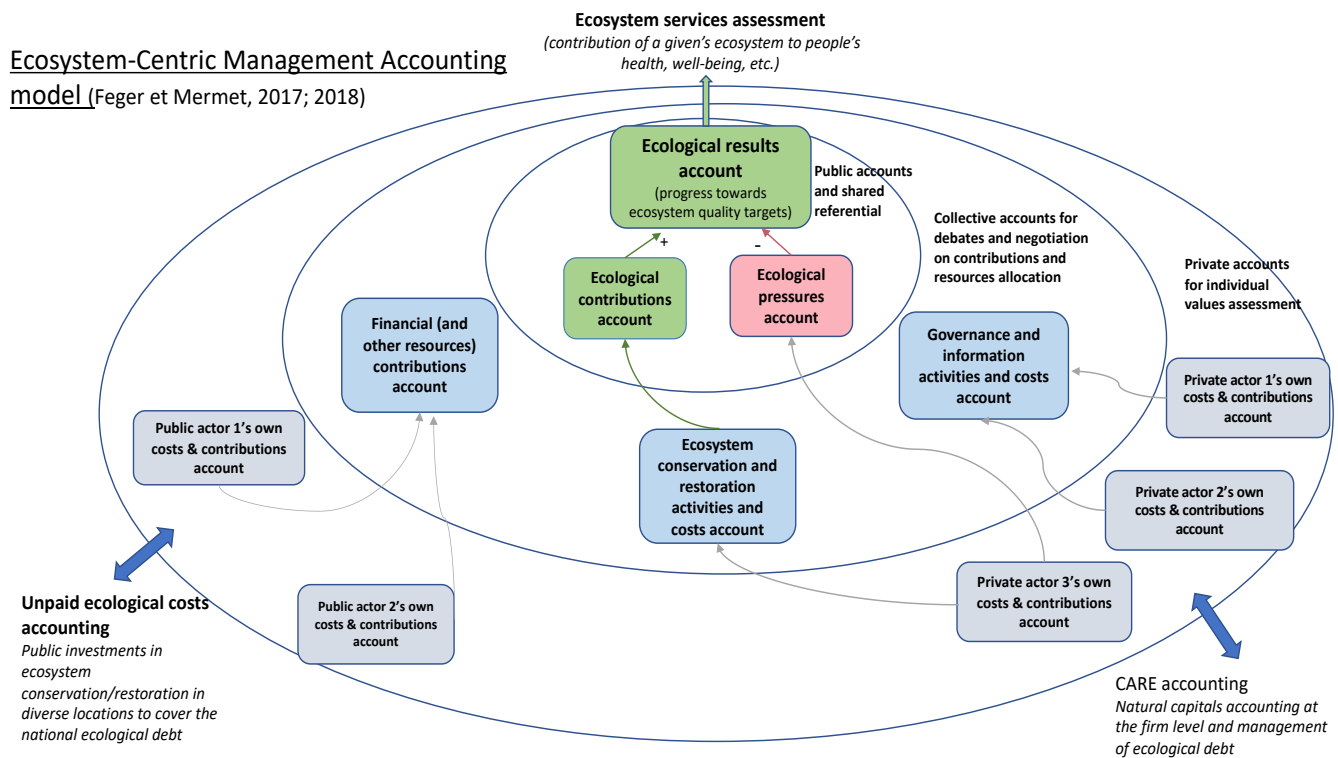 Ecosystem-Centric Management Accounting
model (Feger et Mermet, 2017; 2018)
Ecosystem services assessment
(contribution of a given's ecosystem to people's
health, well-being, etc.)
Ecological results
account
(progress towards
ecosystem quality targets)
Public accounts
and shared
referential
+
-
Ecological
contributions
account
Ecological
pressures
account
Collective accounts for
debates and negotiation
on contributions and
resources allocation
Private accounts
for individual
values assessment
Financial (and
other resources)
contributions
account
Governance and
information
activities and costs
account
Private actor 1's own
costs & contributions
account
Public actor 1's own
costs & contributions
account
Ecosystem
conservation and
restoration
activities and
costs account
Private actor 2's own
costs & contributions
account
Public actor 2's own
costs & contributions
account
Private actor 3's own
costs & contributions
account
Unpaid ecological costs
accounting
Public investments in
ecosystem
conservation/restoration in
diverse locations to cover the
national ecological debt
CARE accounting
Natural capitals accounting at
the firm level and management
of ecological debt